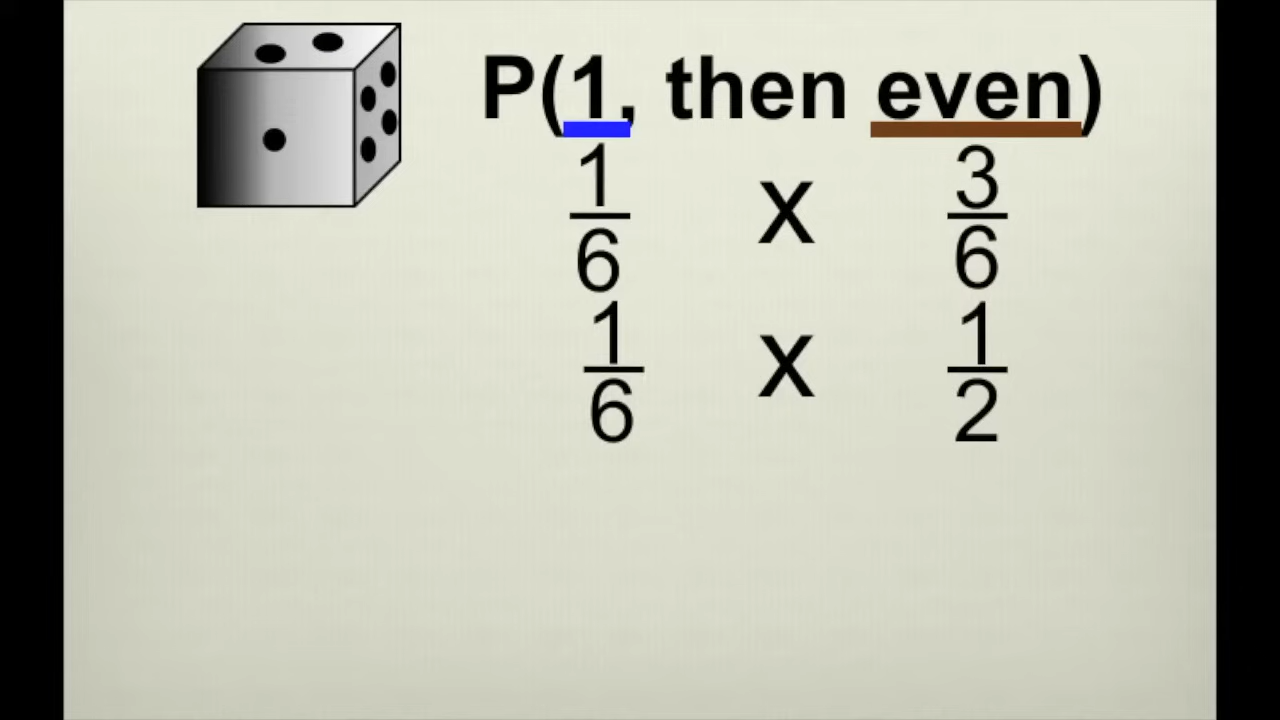 P(1, then even)
1/6 x 3/6
1/6 x 1/2